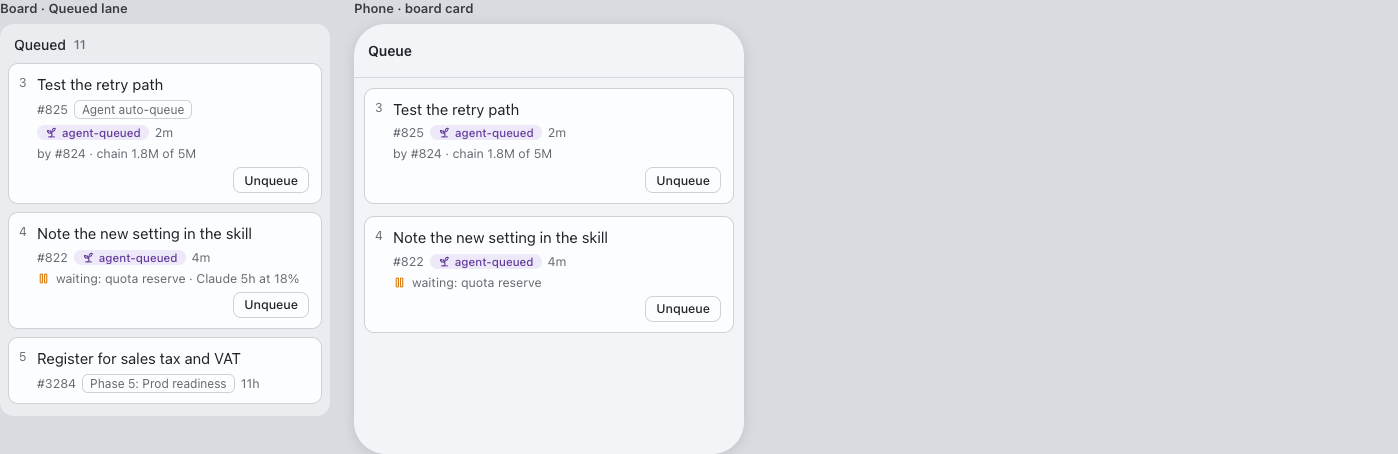 Board · Queued lane
Queued 11
3 Test the retry path
#825 Agent auto-queue
agent-queued 2m
by #824 · chain 1.8M of 5M
Unqueue
4 Note the new setting in the skill
#822 agent-queued 4m
waiting: quota reserve · Claude 5h at 18%
Unqueue
5 Register for sales tax and VAT
#3284 Phase 5: Prod readiness 11h
Phone · board card
Queue
3 Test the retry path
#825 agent-queued 2m
by #824 · chain 1.8M of 5M
Unqueue
4 Note the new setting in the skill
#822 agent-queued 4m
waiting: quota reserve
Unqueue